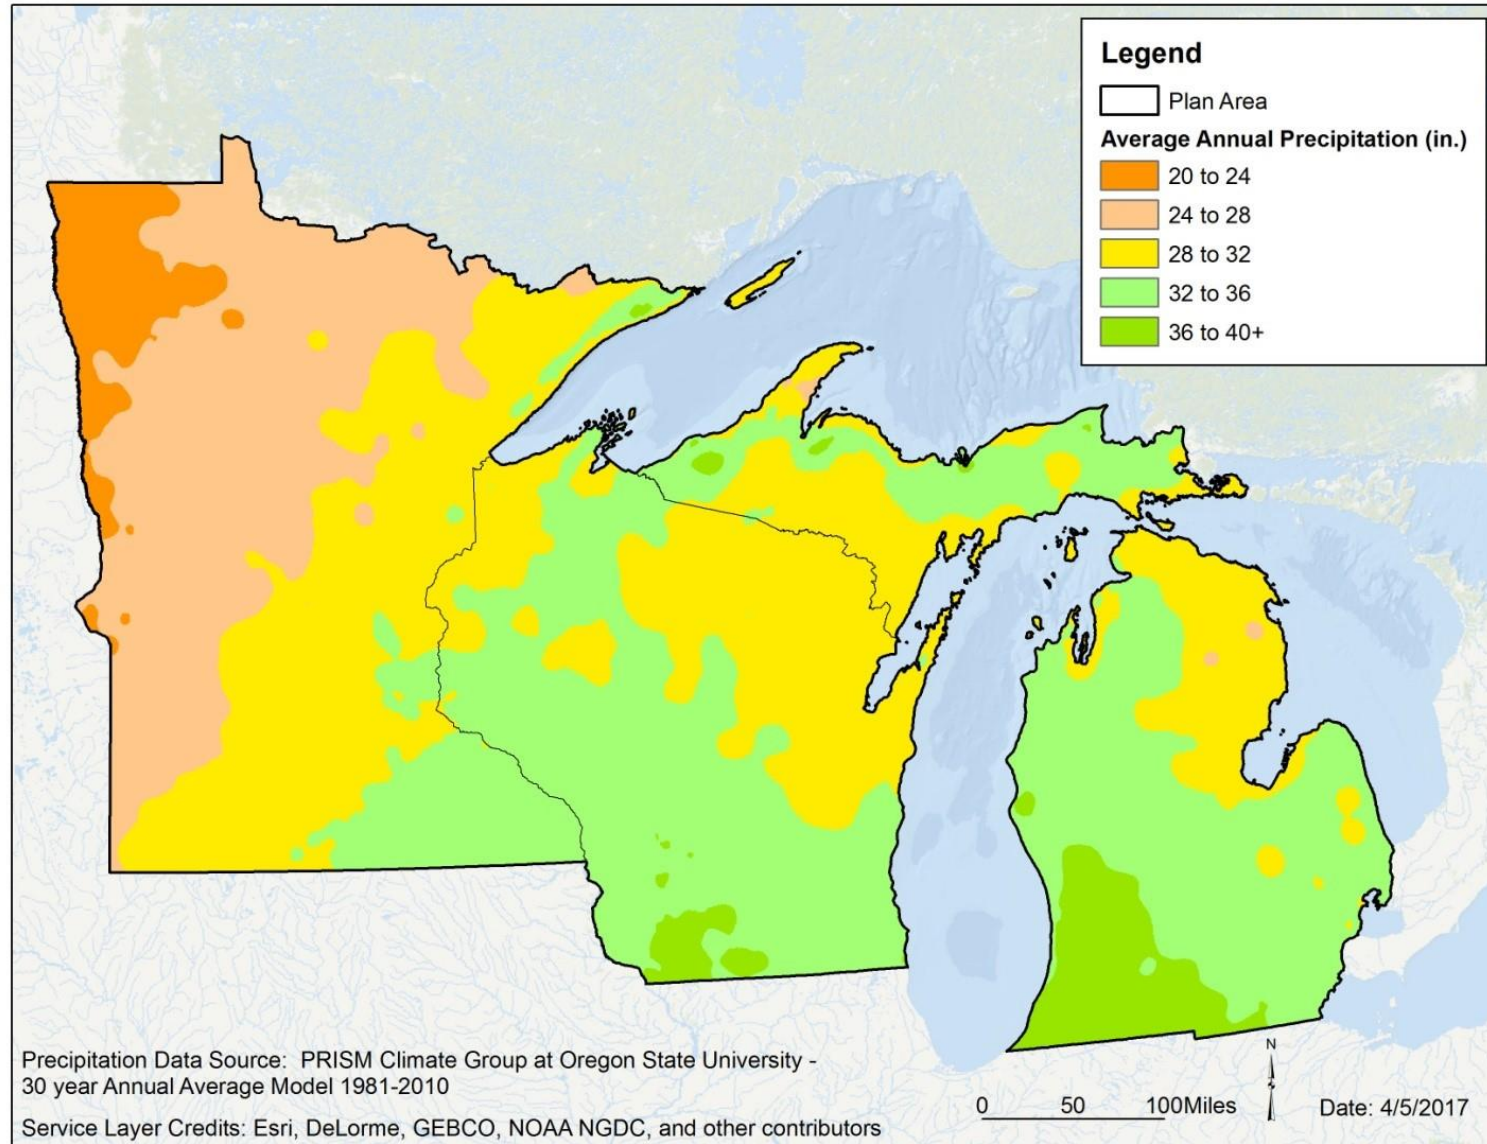 Legend
Plan Area
Average Annual Precipitation (in.)
20 to 24
24 to 28
28 to 32
32 to 36
36 to 40+
Precipitation Data Source: PRISM Climate Group at Oregon State University -
30 year Annual Average Model 1981-2010
Service Layer Credits: Esri, DeLorme, GEBCO, NOAA NGDC, and other contributors
0 50 100Miles
N
Date: 4/5/2017